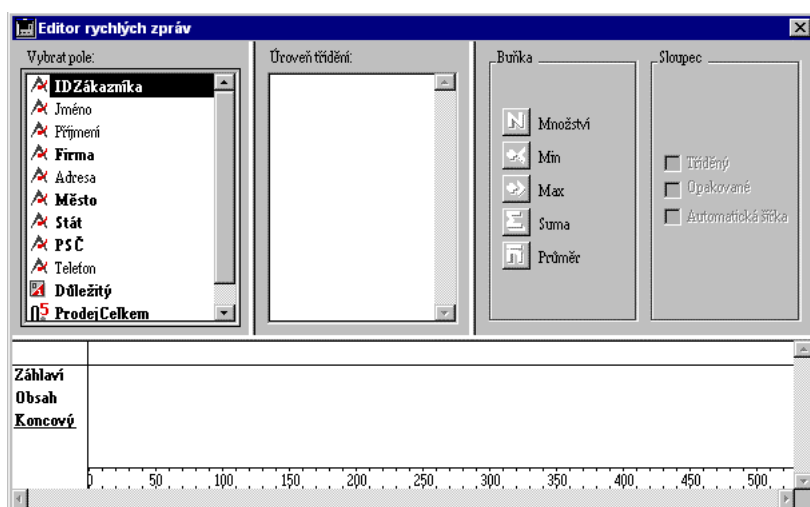 Editor rychlých zpráv
Vybrat pole:
IDZákazníka
Jméno
Příjmení
Firma
Adresa
Město
Stát
PSČ
Telefon
Důležitý
ProdejCelkem
Úroveň třídění:
Buňka
N Množství
Min
Max
Σ Suma
n Průměr
Sloupec
Tříděný
Opakované
Automatická šířka
Záhlaví
Obsah
Koncový
0 50 100 150 200 250 300 350 400 450 500